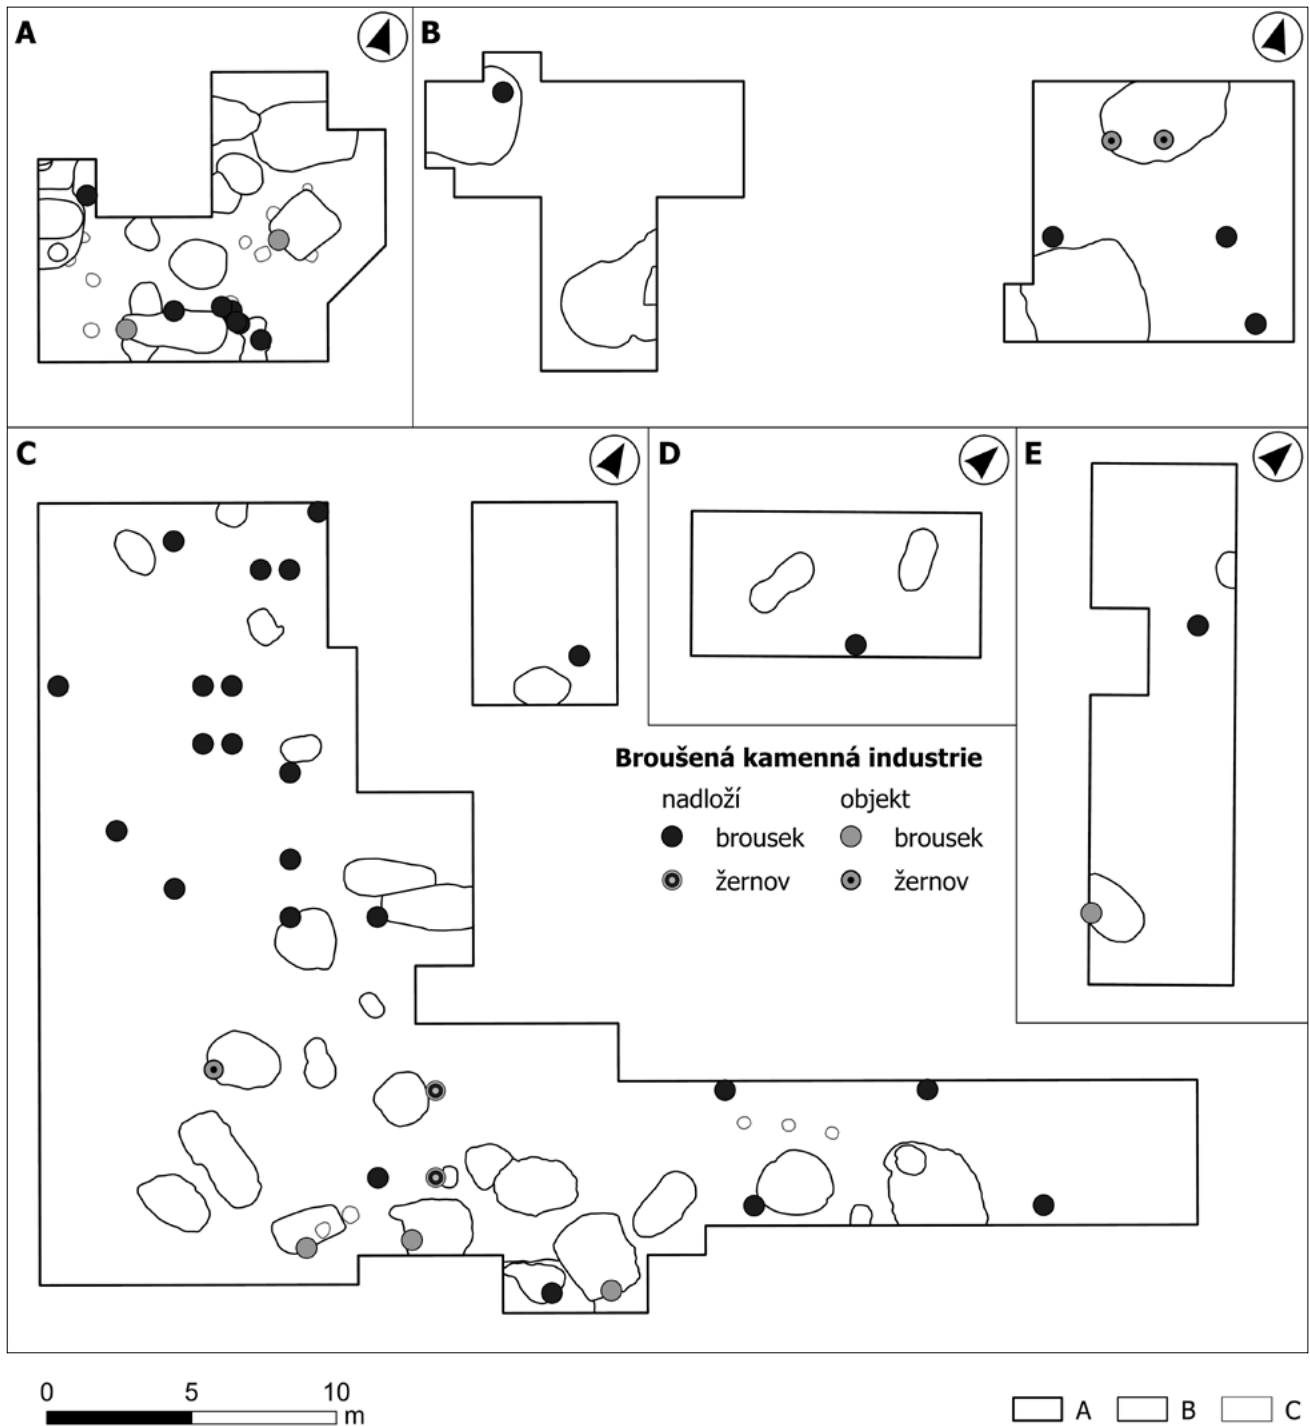 A
B
C
D
E
Broušená kamenná industrie
nadloží objekt
brousek brousek
žernov žernov
0 5 10
m
A B C